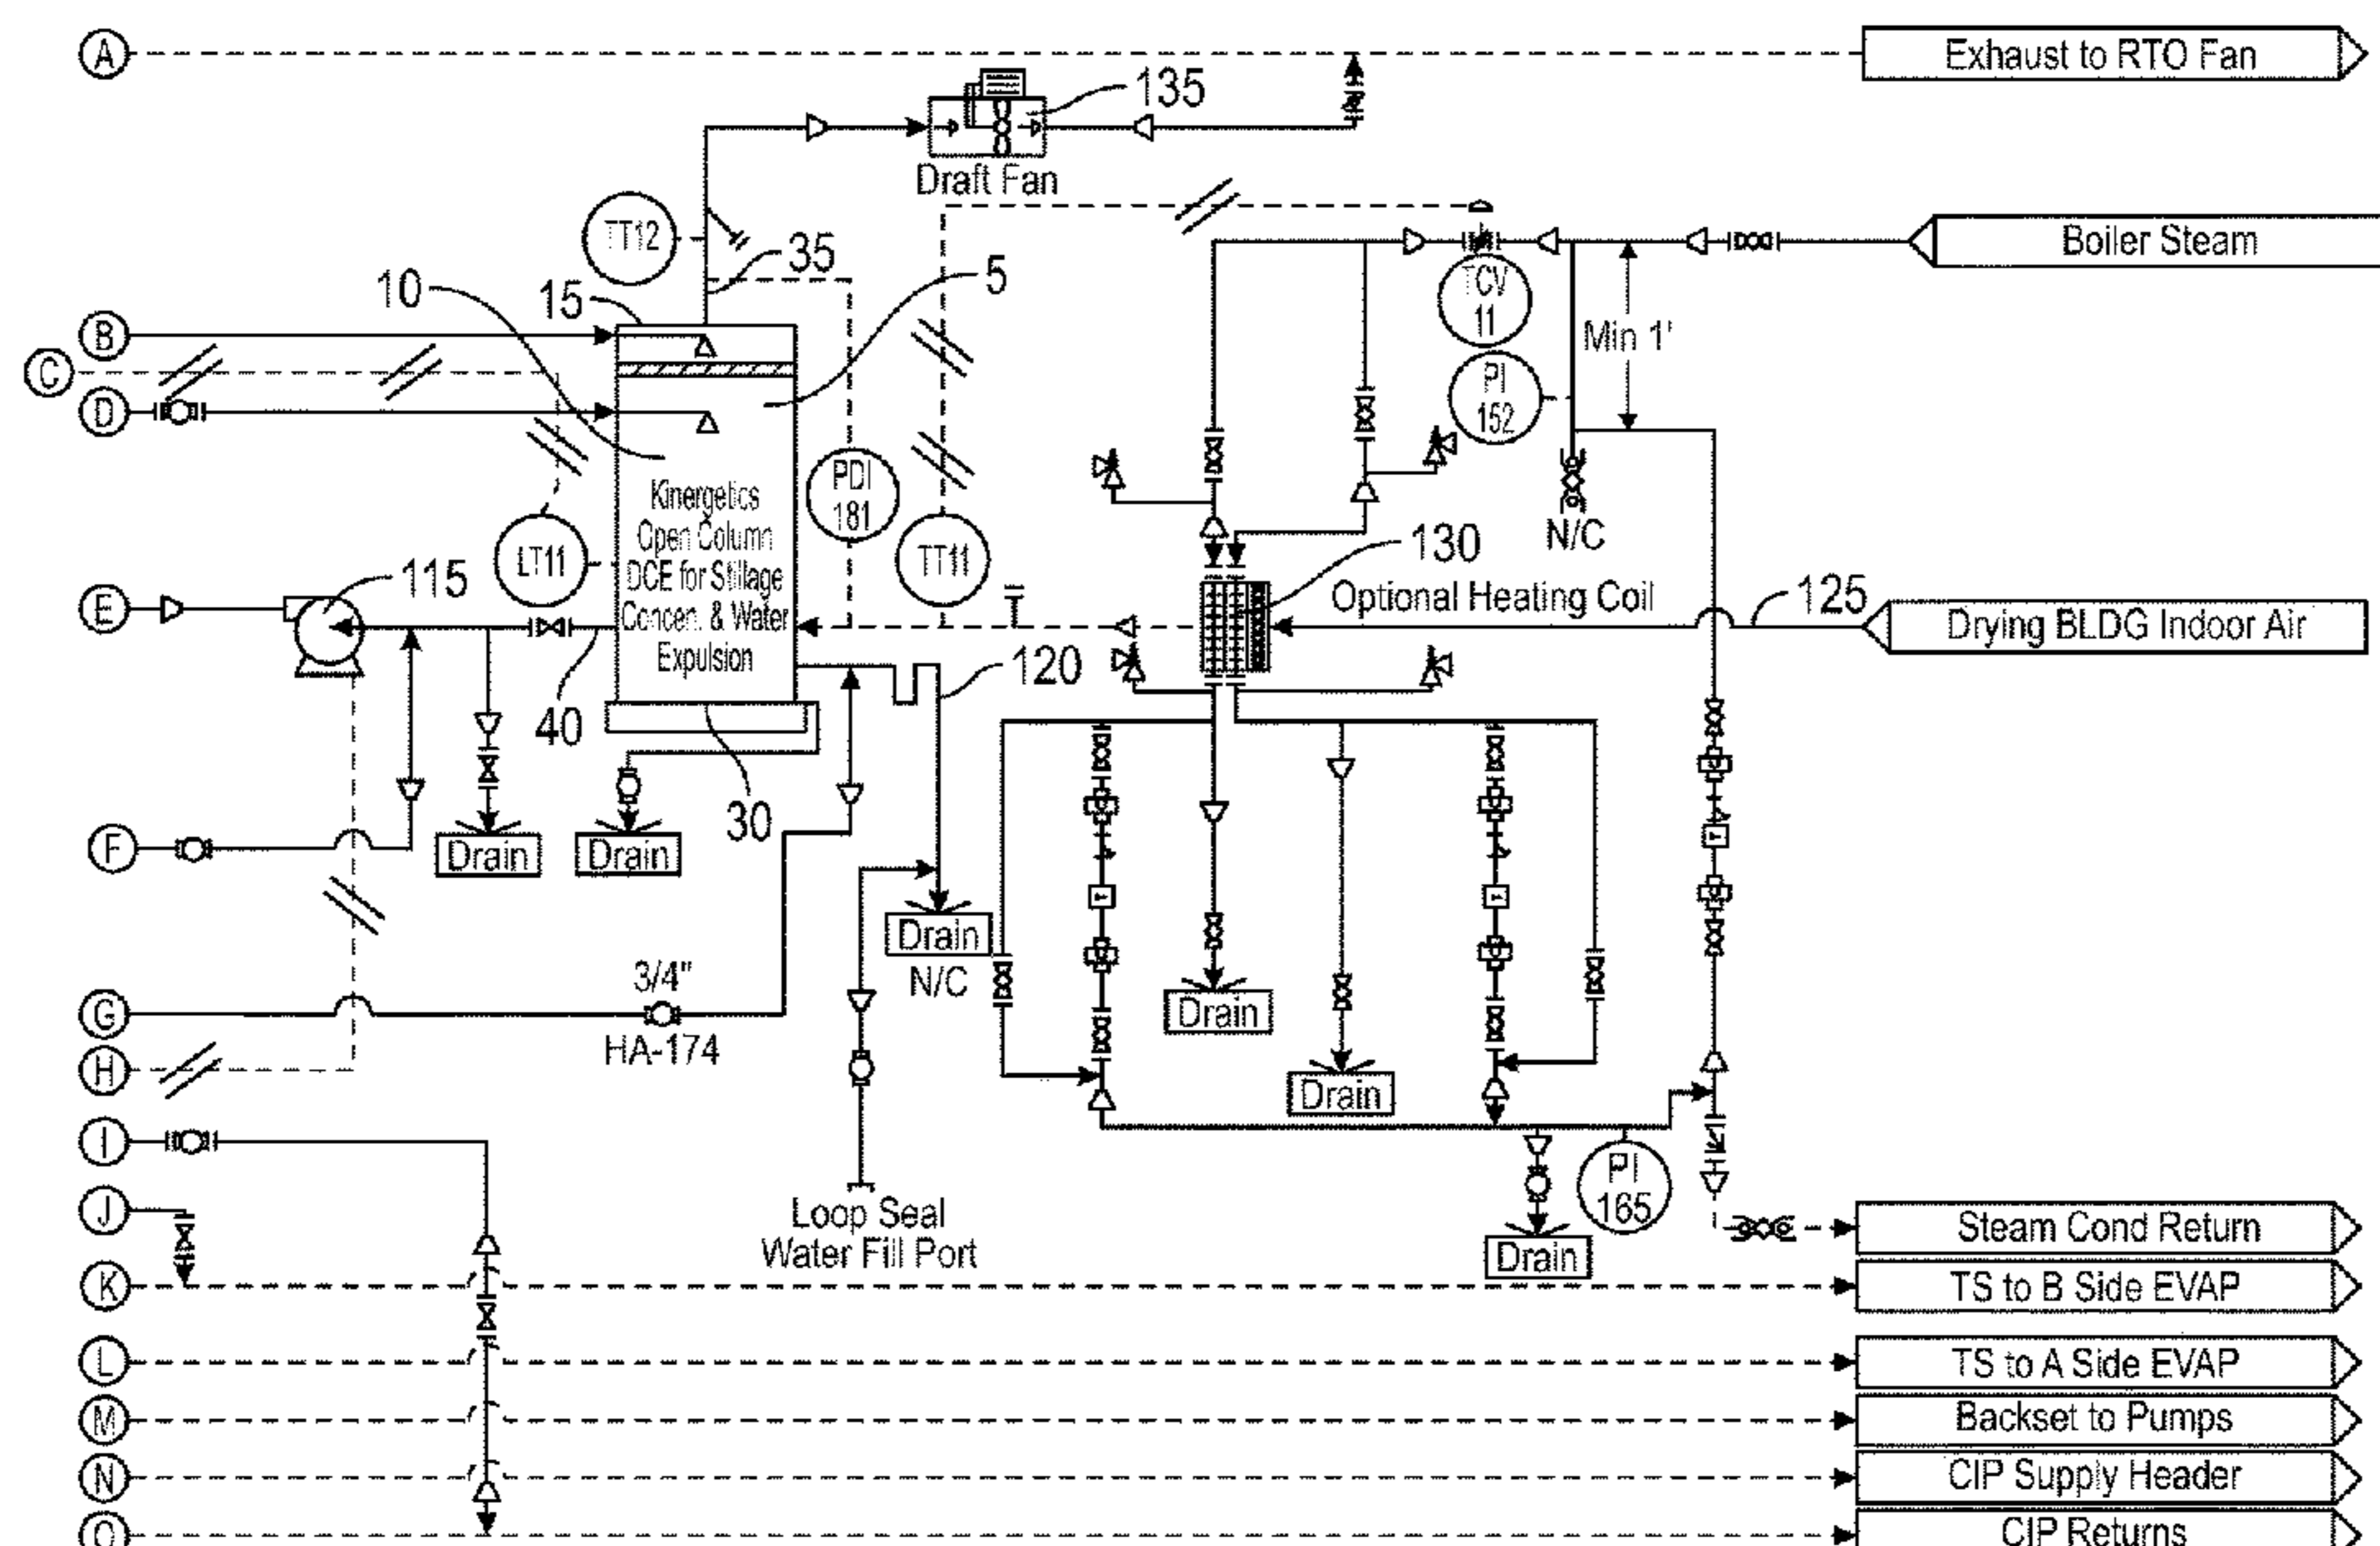 A
Exhaust to RTO Fan
135
Draft Fan
TT12
35
5
Boiler Steam
10
15
TCV
11
Min 1'
B
C
PI
152
D
PDI
181
Kinergetics
Open Column
DCE for Stillage
Concen. & Water
Expulsion
LT11
TT11
N/C
130
Optional Heating Coil
125
Drying BLDG Indoor Air
E
115
120
40
30
F
Drain
Drain
Drain
N/C
3/4"
G
HA-174
H
Drain
Drain
I
PI
165
J
Loop Seal
Water Fill Port
Drain
Steam Cond Return
K
TS to B Side EVAP
L
TS to A Side EVAP
M
Backset to Pumps
N
CIP Supply Header
O
CIP Returns